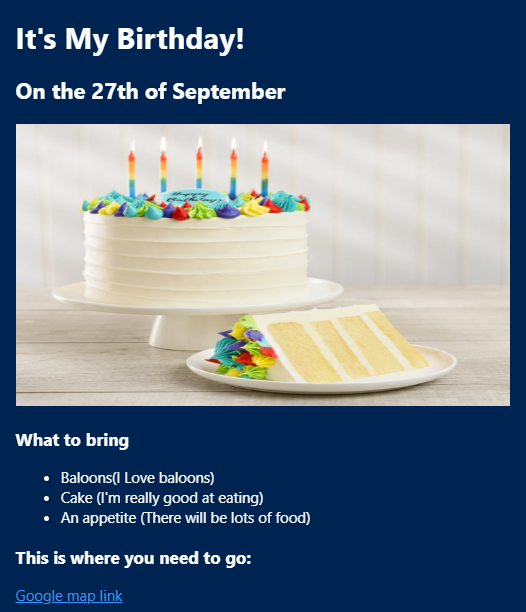 It's My Birthday!
On the 27th of September
Happy
Birthday!
What to bring
Baloons(I Love baloons)
Cake (I'm really good at eating)
An appetite (There will be lots of food)
This is where you need to go:
Google map link